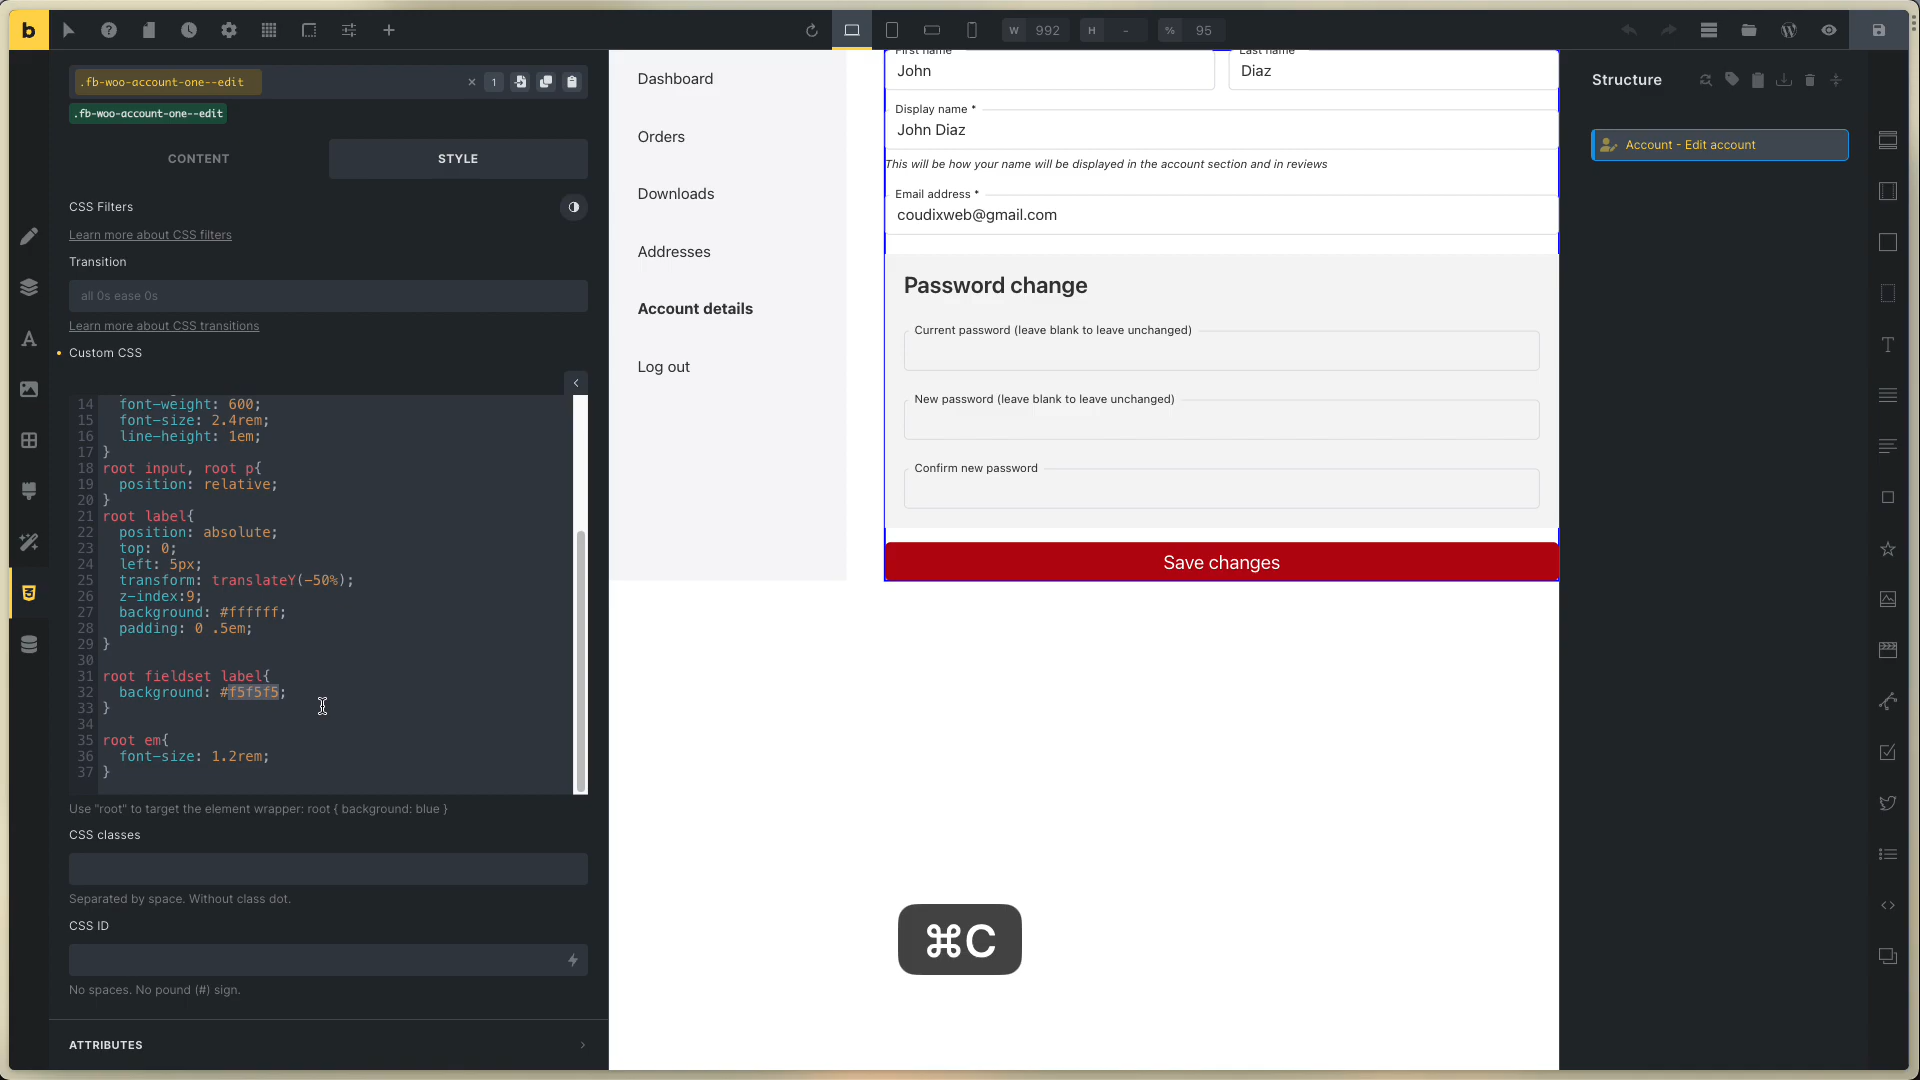 b
W 992 H - % 95
.fb-woo-account-one--edit × 1
.fb-woo-account-one--edit
CONTENT STYLE
CSS Filters
Learn more about CSS filters
Transition
all 0s ease 0s
Learn more about CSS transitions
Custom CSS
14 font-weight: 600;
15 font-size: 2.4rem;
16 line-height: 1em;
17 }
18 root input, root p{
19 position: relative;
20 }
21 root label{
22 position: absolute;
23 top: 0;
24 left: 5px;
25 transform: translateY(-50%);
26 z-index:9;
27 background: #ffffff;
28 padding: 0 .5em;
29 }
30
31 root fieldset label{
32 background: #f5f5f5;
33 }
34
35 root em{
36 font-size: 1.2rem;
37 }
Use "root" to target the element wrapper: root { background: blue }
CSS classes
Separated by space. Without class dot.
CSS ID
No spaces. No pound (#) sign.
ATTRIBUTES
Dashboard
Orders
Downloads
Addresses
Account details
Log out
First name Last name
John Diaz
Display name *
John Diaz
This will be how your name will be displayed in the account section and in reviews
Email address *
coudixweb@gmail.com
Password change
Current password (leave blank to leave unchanged)
New password (leave blank to leave unchanged)
Confirm new password
Save changes
⌘C
Structure
Account - Edit account